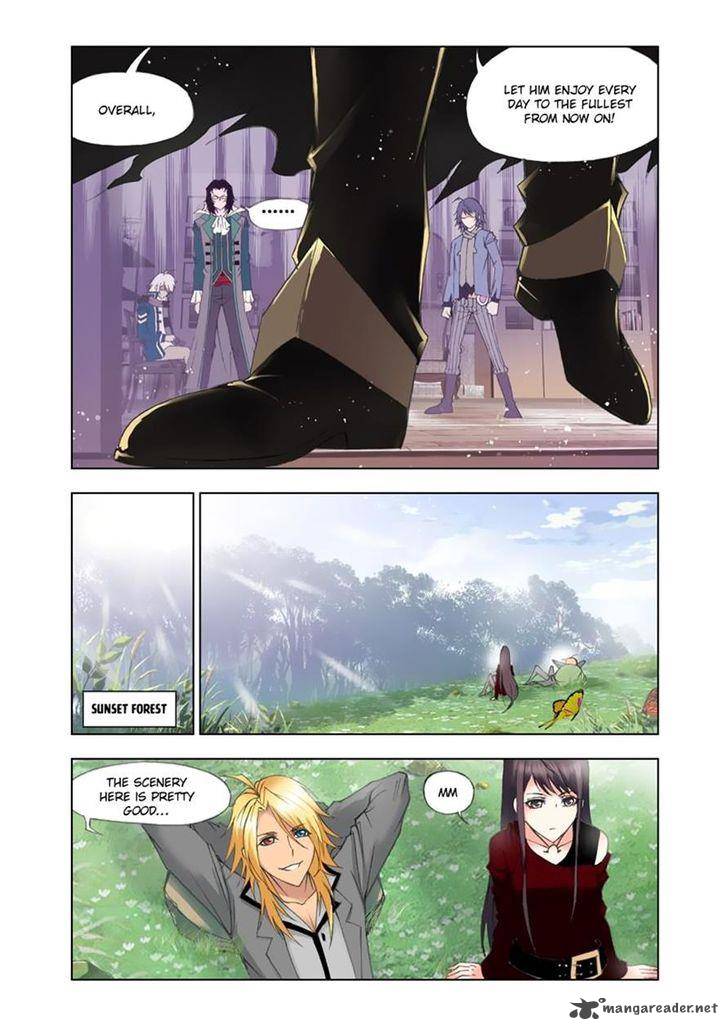 OVERALL,
LET HIM ENJOY EVERY
DAY TO THE FULLEST
FROM NOW ON!
......
SUNSET FOREST
THE SCENERY
HERE IS PRETTY
GOOD...
MM
mangareader.net